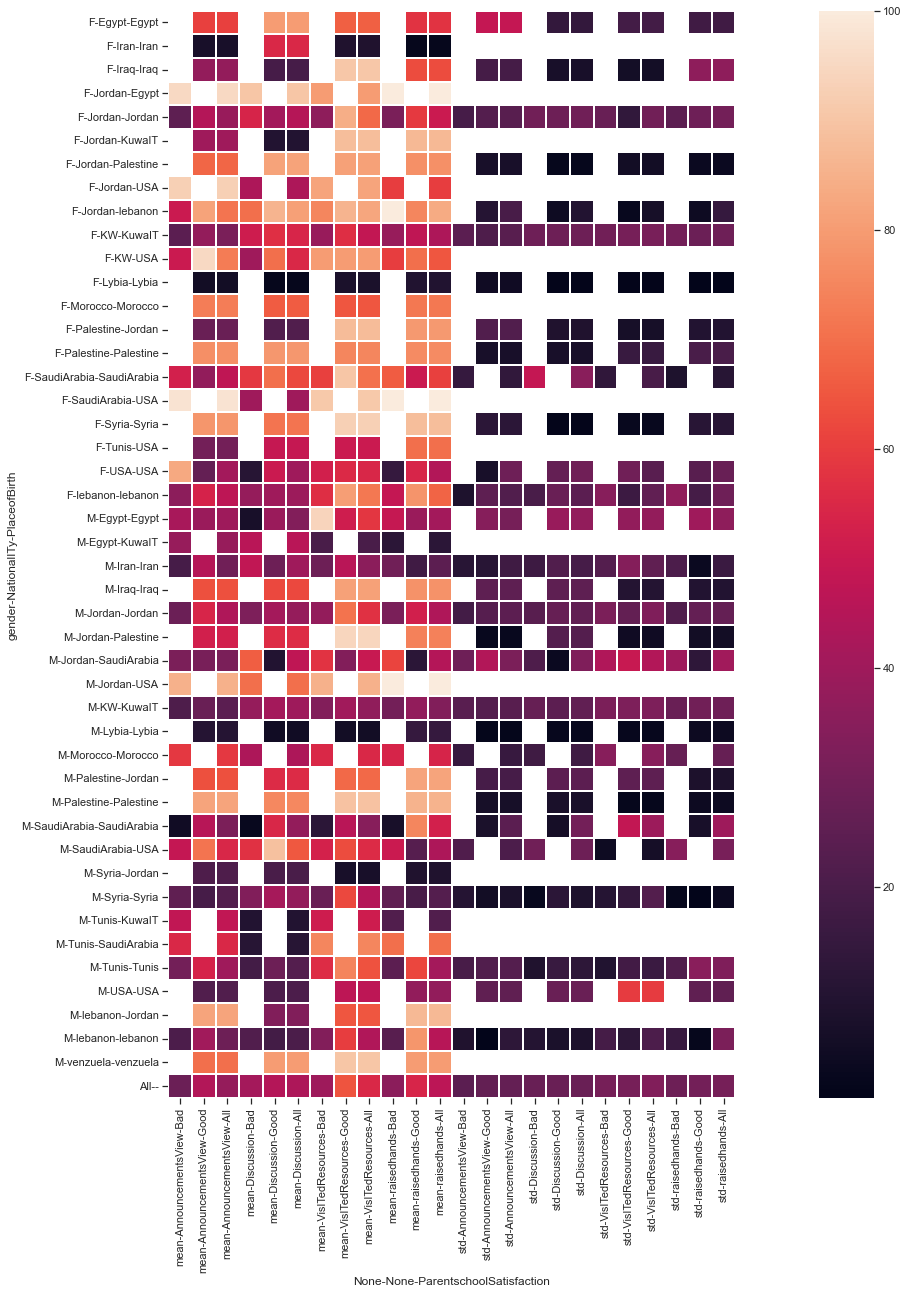 gender-NationalITy-PlaceofBirth
F-Egypt-Egypt
F-Iran-Iran
F-Iraq-Iraq
F-Jordan-Egypt
F-Jordan-Jordan
F-Jordan-KuwaIT
F-Jordan-Palestine
F-Jordan-USA
F-Jordan-lebanon
F-KW-KuwaIT
F-KW-USA
F-Lybia-Lybia
F-Morocco-Morocco
F-Palestine-Jordan
F-Palestine-Palestine
F-SaudiArabia-SaudiArabia
F-SaudiArabia-USA
F-Syria-Syria
F-Tunis-USA
F-USA-USA
F-lebanon-lebanon
M-Egypt-Egypt
M-Egypt-KuwaIT
M-Iran-Iran
M-Iraq-Iraq
M-Jordan-Jordan
M-Jordan-Palestine
M-Jordan-SaudiArabia
M-Jordan-USA
M-KW-KuwaIT
M-Lybia-Lybia
M-Morocco-Morocco
M-Palestine-Jordan
M-Palestine-Palestine
M-SaudiArabia-SaudiArabia
M-SaudiArabia-USA
M-Syria-Jordan
M-Syria-Syria
M-Tunis-KuwaIT
M-Tunis-SaudiArabia
M-Tunis-Tunis
M-USA-USA
M-lebanon-Jordan
M-lebanon-lebanon
M-venzuela-venzuela
All--
mean-AnnouncementsView-Bad
mean-AnnouncementsView-Good
mean-AnnouncementsView-All
mean-Discussion-Bad
mean-Discussion-Good
mean-Discussion-All
mean-VisITedResources-Bad
mean-VisITedResources-Good
mean-VisITedResources-All
mean-raisedhands-Bad
mean-raisedhands-Good
mean-raisedhands-All
std-AnnouncementsView-Bad
std-AnnouncementsView-Good
std-AnnouncementsView-All
std-Discussion-Bad
std-Discussion-Good
std-Discussion-All
std-VisITedResources-Bad
std-VisITedResources-Good
std-VisITedResources-All
std-raisedhands-Bad
std-raisedhands-Good
std-raisedhands-All
None-None-ParentschoolSatisfaction
100
80
60
40
20